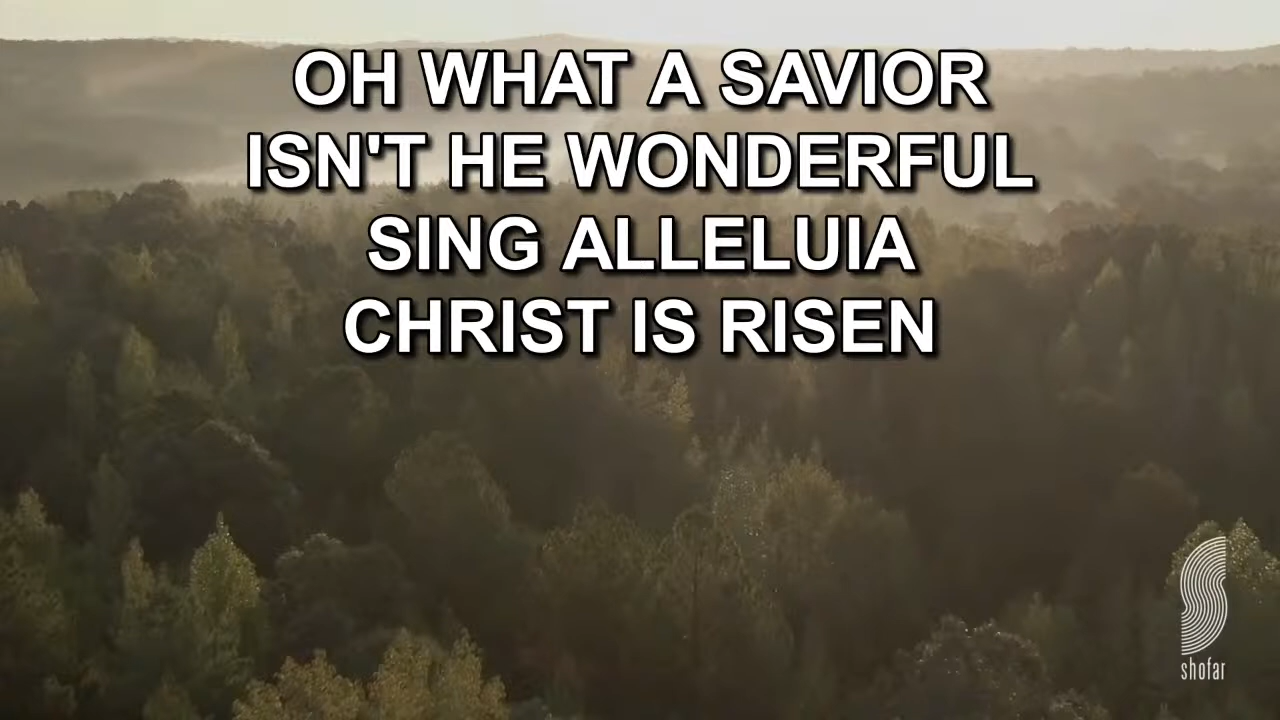 OH WHAT A SAVIOR
ISN'T HE WONDERFUL
SING ALLELUIA
CHRIST IS RISEN
shofar